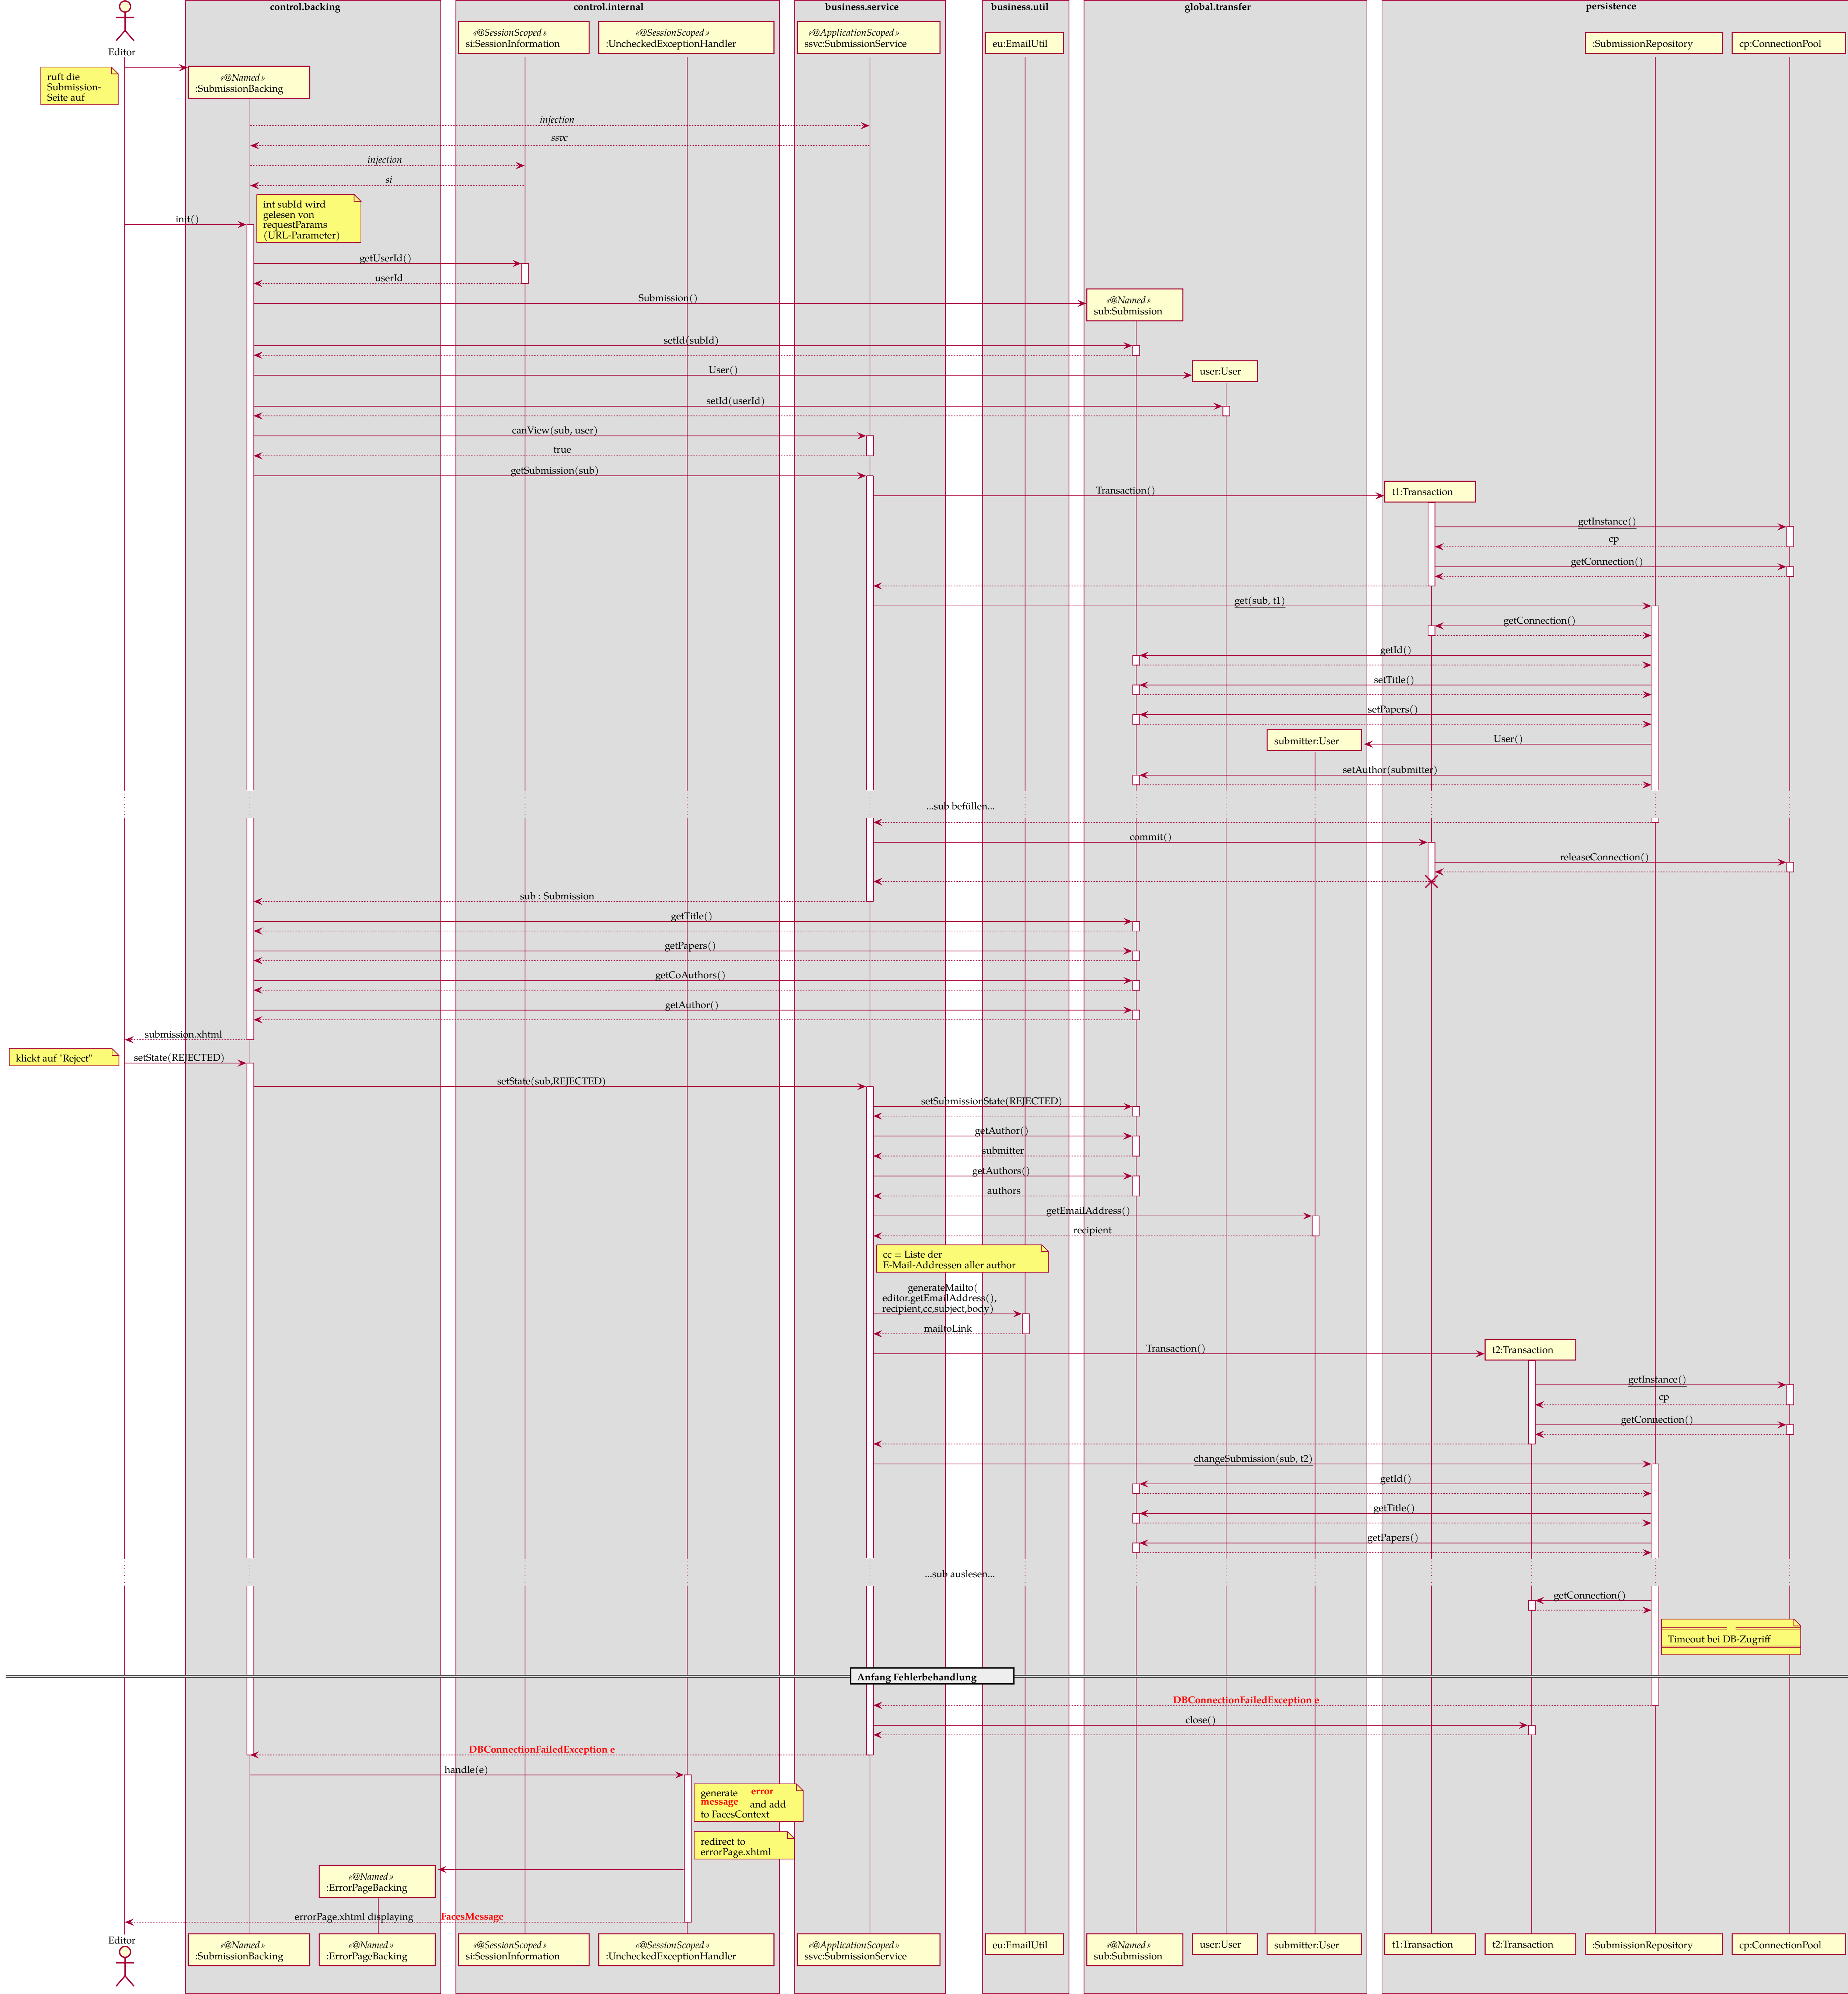 control.backing
control.internal
business.service
business.util
global.transfer
persistence
«@SessionScoped»
si:SessionInformation
«@SessionScoped»
:UncheckedExceptionHandler
«@ApplicationScoped»
ssvc:SubmissionService
eu:EmailUtil
:SubmissionRepository
cp:ConnectionPool
Editor
ruft die
Submission-
Seite auf
«@Named»
:SubmissionBacking
injection
ssvc
injection
si
int subId wird
gelesen von
requestParams
(URL-Parameter)
init()
getUserId()
userId
Submission()
«@Named»
sub:Submission
setId(subId)
User()
user:User
setId(userId)
canView(sub, user)
true
getSubmission(sub)
Transaction()
t1:Transaction
getInstance()
cp
getConnection()
get(sub, t1)
getConnection()
getId()
setTitle()
setPapers()
submitter:User
User()
setAuthor(submitter)
...sub befüllen...
commit()
releaseConnection()
sub : Submission
getTitle()
getPapers()
getCoAuthors()
getAuthor()
submission.xhtml
klickt auf "Reject"
setState(REJECTED)
setState(sub,REJECTED)
setSubmissionState(REJECTED)
getAuthor()
submitter
getAuthors()
authors
getEmailAddress()
recipient
cc = Liste der
E-Mail-Addressen aller author
generateMailto(
editor.getEmailAddress(),
recipient,cc,subject,body)
mailtoLink
Transaction()
t2:Transaction
getInstance()
cp
getConnection()
changeSubmission(sub, t2)
getId()
getTitle()
getPapers()
...sub auslesen...
getConnection()
Timeout bei DB-Zugriff
Anfang Fehlerbehandlung
DBConnectionFailedException e
close()
DBConnectionFailedException e
handle(e)
generate error
message and add
to FacesContext
redirect to
errorPage.xhtml
«@Named»
:ErrorPageBacking
errorPage.xhtml displaying FacesMessage
Editor
«@Named»
:SubmissionBacking
«@Named»
:ErrorPageBacking
«@SessionScoped»
si:SessionInformation
«@SessionScoped»
:UncheckedExceptionHandler
«@ApplicationScoped»
ssvc:SubmissionService
eu:EmailUtil
«@Named»
sub:Submission
user:User
submitter:User
t1:Transaction
t2:Transaction
:SubmissionRepository
cp:ConnectionPool